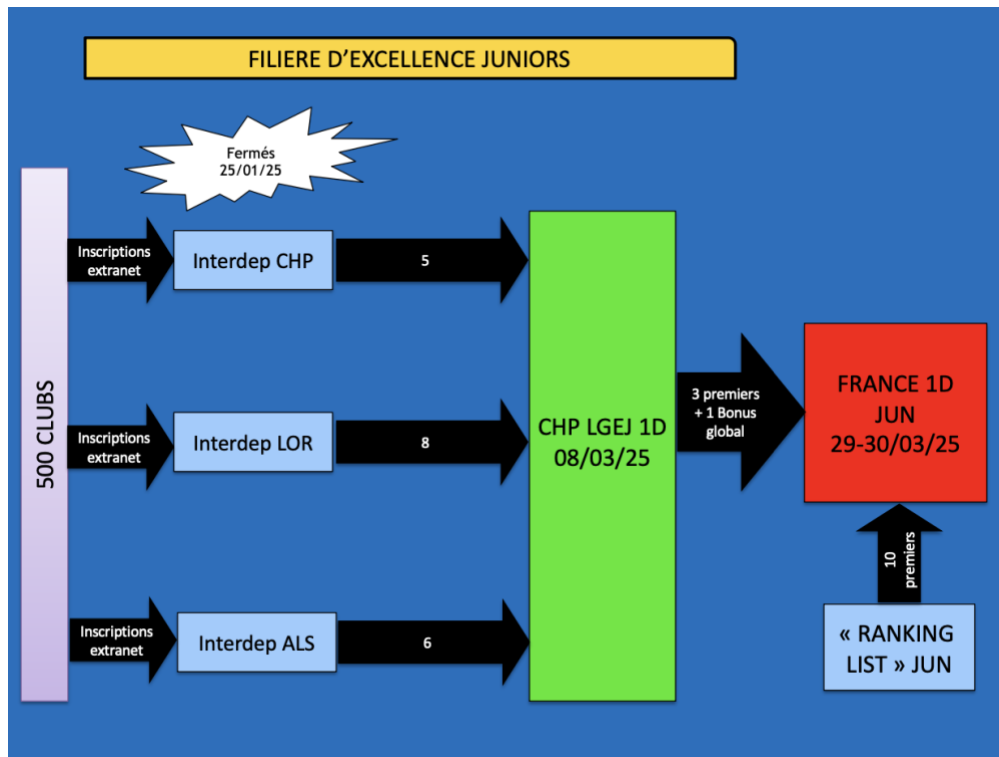 FILIERE D'EXCELLENCE JUNIORS
Fermés
25/01/25
500 CLUBS
Inscriptions
extranet
Interdep CHP
5
Inscriptions
extranet
Interdep LOR
8
Inscriptions
extranet
Interdep ALS
6
CHP LGEJ 1D
08/03/25
3 premiers
+ 1 Bonus
global
FRANCE 1D
JUN
29-30/03/25
10
premiers
« RANKING
LIST » JUN